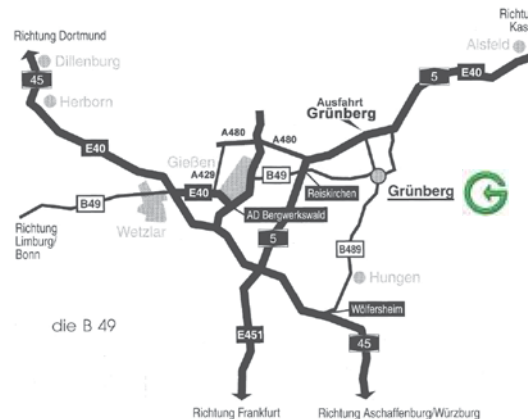 Richtung Dortmund
Dillenburg
45
Herborn
Richtu
Kas
Alsfeld
5
E40
Ausfahrt
Grünberg
E40
A480
A480
Gießen
A429
B49
Reiskirchen
Grünberg
B49
E40
AD Bergwerkswald
Wetzlar
Richtung
Limburg/
Bonn
5
B489
Hungen
die B 49
Wölfersheim
E451
45
Richtung Frankfurt
Richtung Aschaffenburg/Würzburg